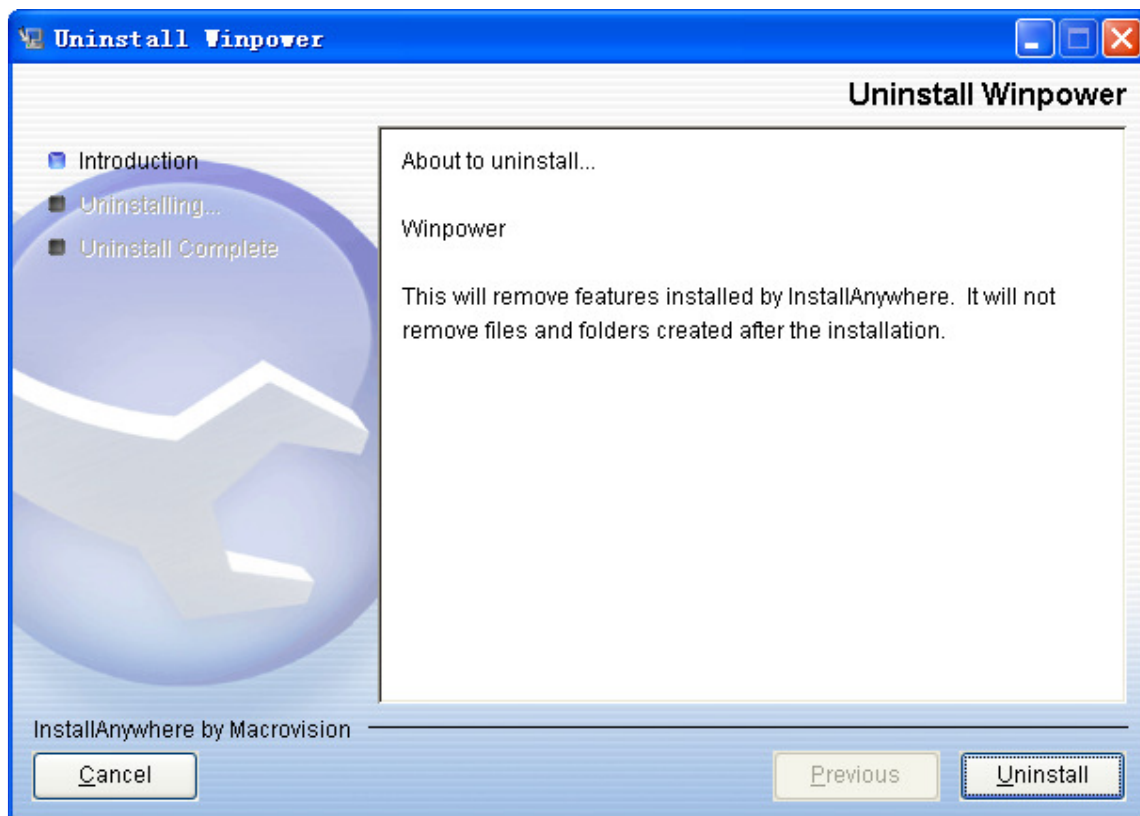 Uninstall Winpower
Uninstall Winpower
Introduction
Uninstalling...
Uninstall Complete
About to uninstall...
Winpower
This will remove features installed by InstallAnywhere.  It will not
remove files and folders created after the installation.
InstallAnywhere by Macrovision
Cancel
Previous
Uninstall